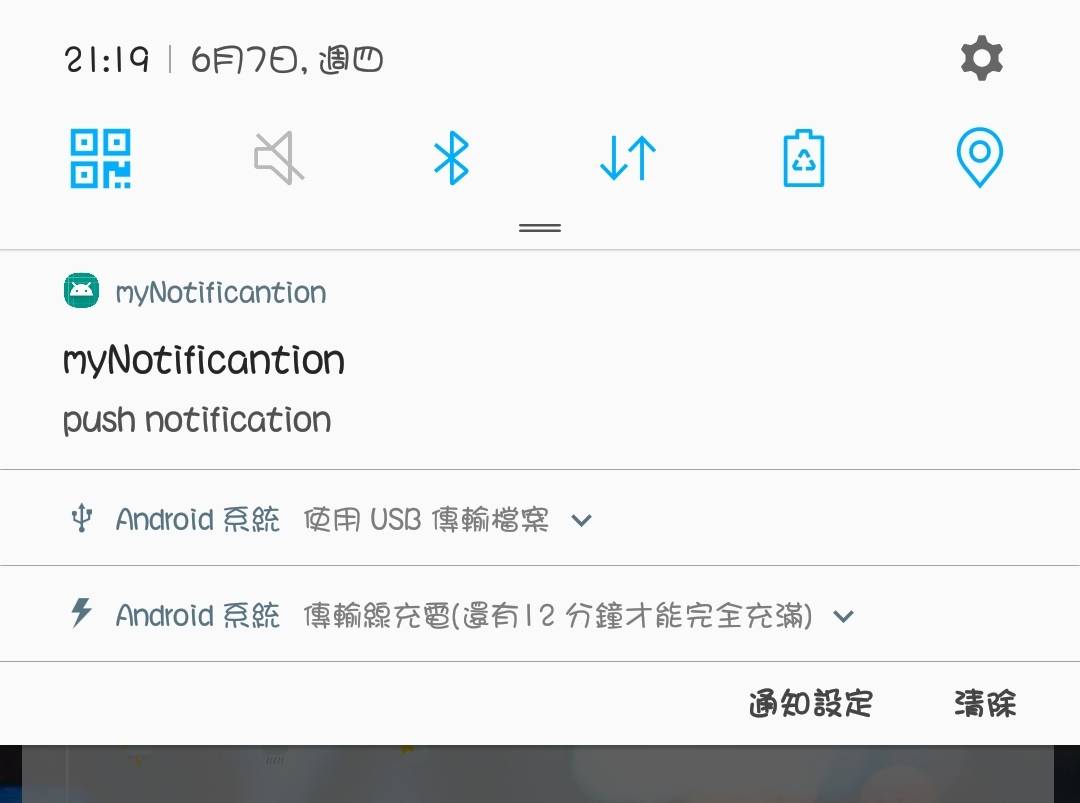 21:19 | 6月7日, 週四
myNotificantion
myNotificantion
push notification
Android 系統 使用 USB 傳輸檔案
Android 系統 傳輸線充電(還有12 分鐘才能完全充滿)
通知設定 清除